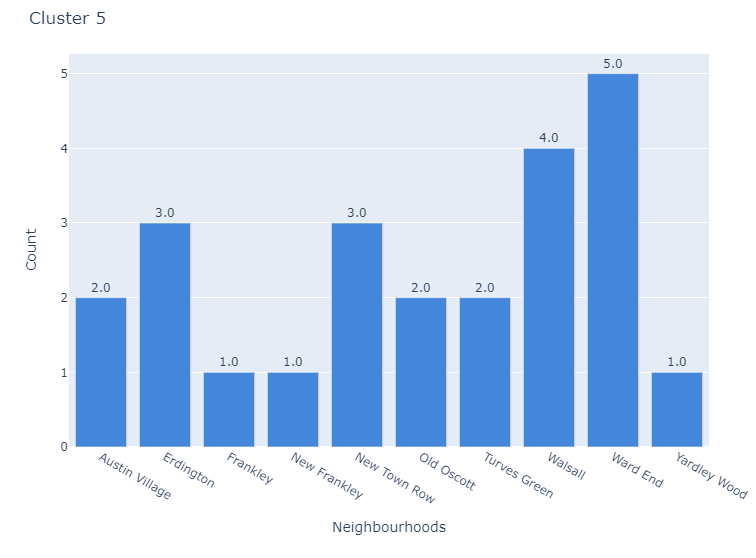 Cluster 5
5
4
3
2
1
0
Count
2.0
3.0
1.0
1.0
3.0
2.0
2.0
4.0
5.0
1.0
Austin Village
Erdington
Frankley
New Frankley
New Town Row
Old Oscott
Turves Green
Walsall
Ward End
Yardley Wood
Neighbourhoods